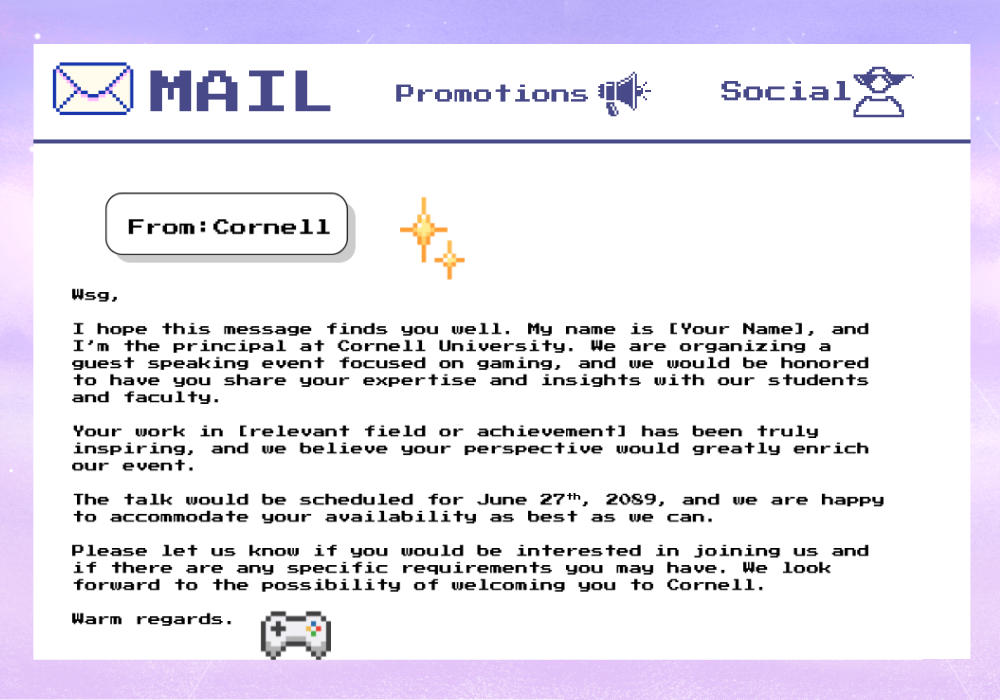 MAIL
Promotions
Social
From:Cornell
Wsg,
I hope this message finds you well. My name is [Your Name], and
I'm the principal at Cornell University. We are organizing a
guest speaking event focused on gaming, and we would be honored
to have you share your expertise and insights with our students
and faculty.
Your work in [relevant field or achievement] has been truly
inspiring, and we believe your perspective would greatly enrich
our event.
The talk would be scheduled for June 27ᵗʰ, 2089, and we are happy
to accommodate your availability as best as we can.
Please let us know if you would be interested in joining us and
if there are any specific requirements you may have. We look
forward to the possibility of welcoming you to Cornell.
Warm regards.